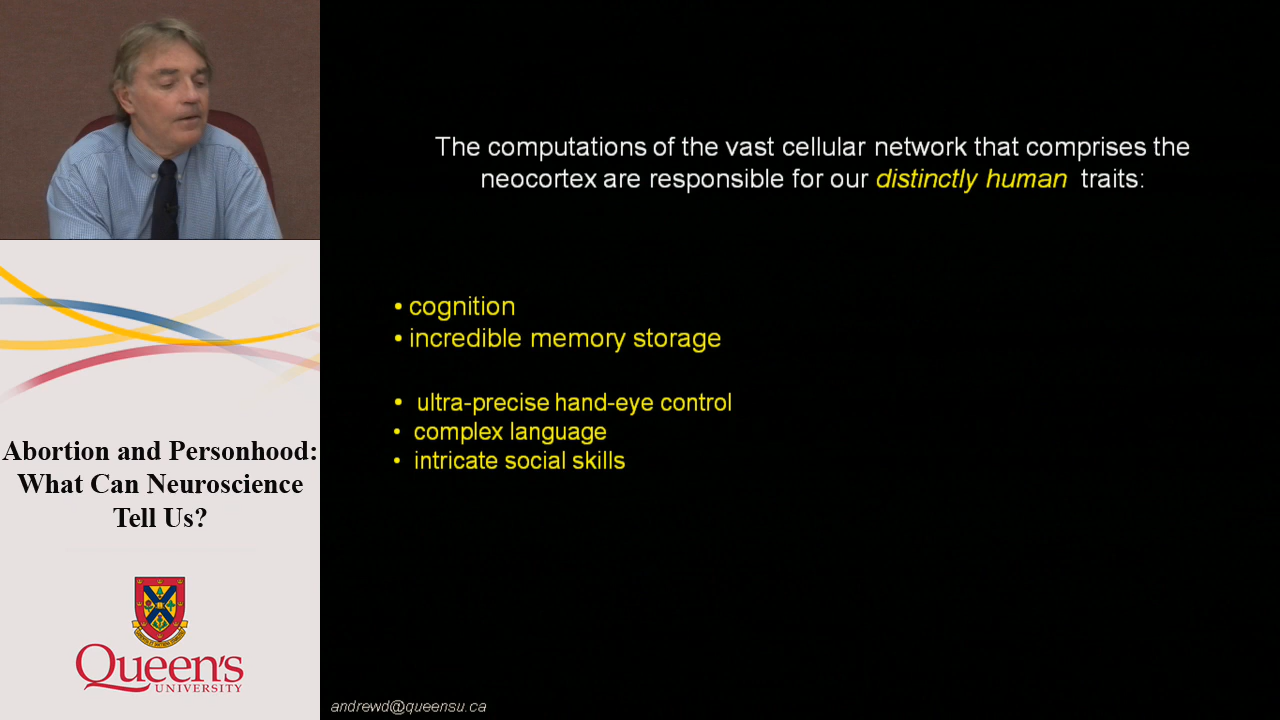 The computations of the vast cellular network that comprises the
neocortex are responsible for our distinctly human traits:
• cognition
• incredible memory storage
• ultra-precise hand-eye control
• complex language
• intricate social skills
Abortion and Personhood:
What Can Neuroscience
Tell Us?
Queen's
UNIVERSITY
andrewd@queensu.ca